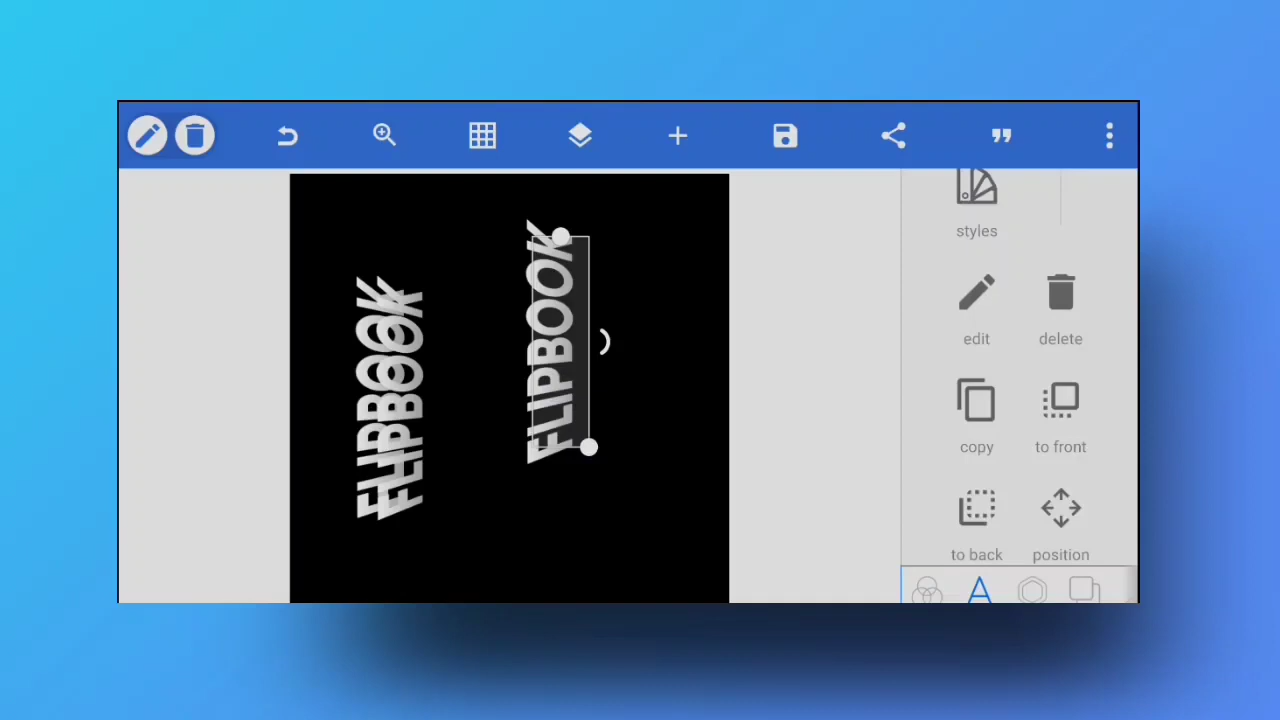 FLIPBOOK
FLIPBOOK
FLIPBOOK
styles
edit
delete
copy
to front
to back
position